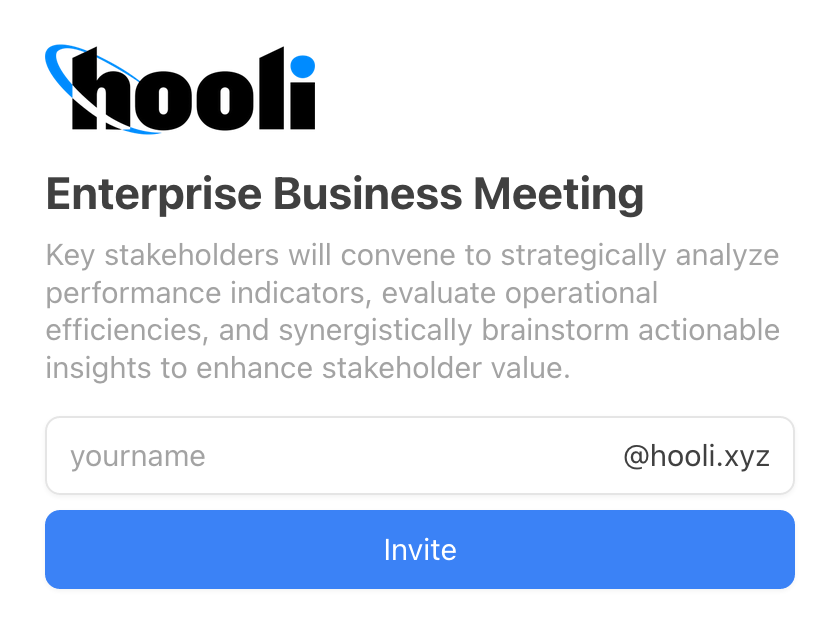 hooli
Enterprise Business Meeting
Key stakeholders will convene to strategically analyze
performance indicators, evaluate operational
efficiencies, and synergistically brainstorm actionable
insights to enhance stakeholder value.
yourname @hooli.xyz
Invite